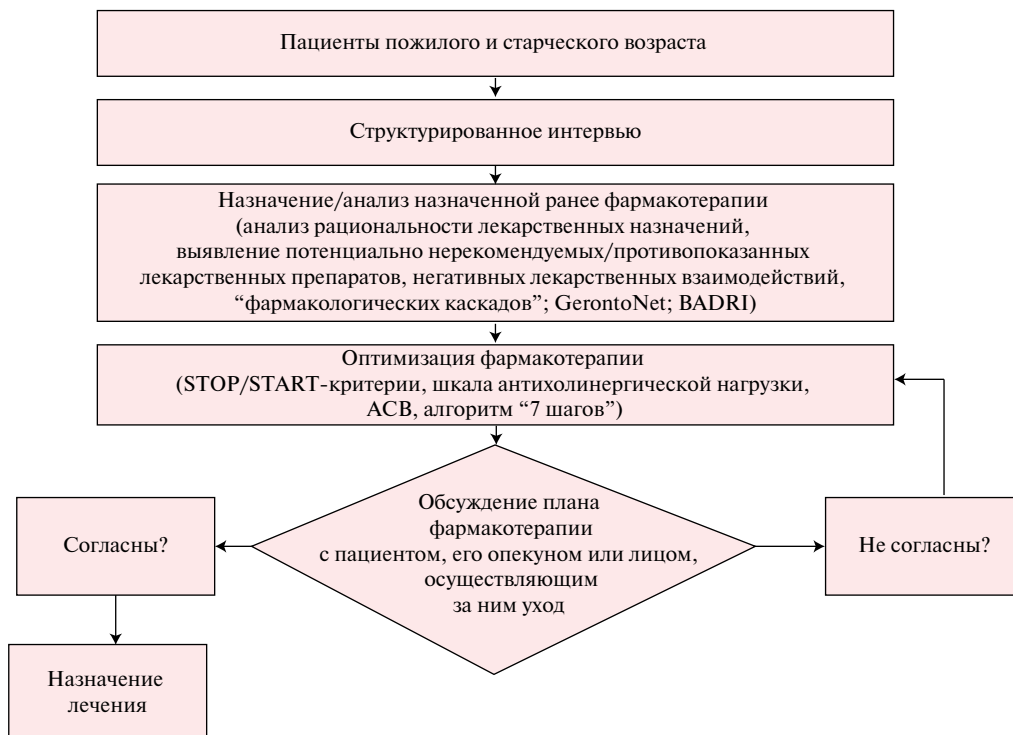 Пациенты пожилого и старческого возраста
Структурированное интервью
Назначение/анализ назначенной ранее фармакотерапии
(анализ рациональности лекарственных назначений,
выявление потенциально нерекомендуемых/противопоказанных
лекарственных препаратов, негативных лекарственных взаимодействий,
“фармакологических каскадов”; GerontoNet; BADRI)
Оптимизация фармакотерапии
(STOP/START-критерии, шкала антихолинергической нагрузки,
ACB, алгоритм “7 шагов”)
Обсуждение плана
фармакотерапии
с пациентом, его опекуном или лицом,
осуществляющим
за ним уход
Согласны?
Не согласны?
Назначение
лечения